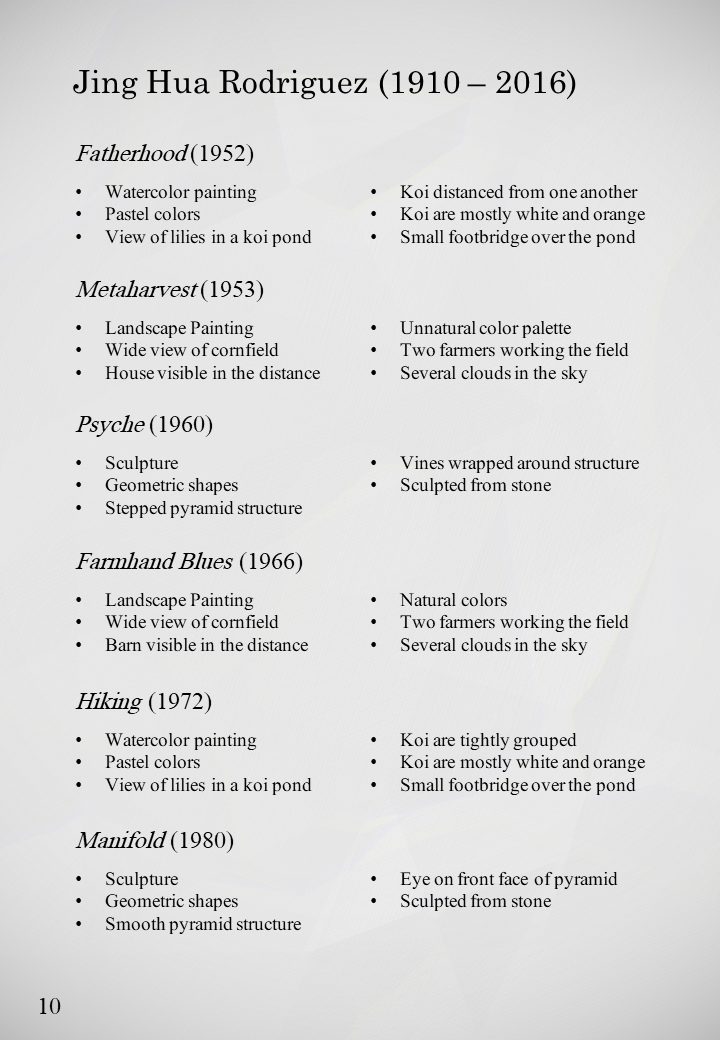 Jing Hua Rodriguez (1910 – 2016)
Fatherhood (1952)
• Watercolor painting
• Pastel colors
• View of lilies in a koi pond
• Koi distanced from one another
• Koi are mostly white and orange
• Small footbridge over the pond
Metaharvest (1953)
• Landscape Painting
• Wide view of cornfield
• House visible in the distance
• Unnatural color palette
• Two farmers working the field
• Several clouds in the sky
Psyche (1960)
• Sculpture
• Geometric shapes
• Stepped pyramid structure
• Vines wrapped around structure
• Sculpted from stone
Farmhand Blues (1966)
• Landscape Painting
• Wide view of cornfield
• Barn visible in the distance
• Natural colors
• Two farmers working the field
• Several clouds in the sky
Hiking (1972)
• Watercolor painting
• Pastel colors
• View of lilies in a koi pond
• Koi are tightly grouped
• Koi are mostly white and orange
• Small footbridge over the pond
Manifold (1980)
• Sculpture
• Geometric shapes
• Smooth pyramid structure
• Eye on front face of pyramid
• Sculpted from stone
10